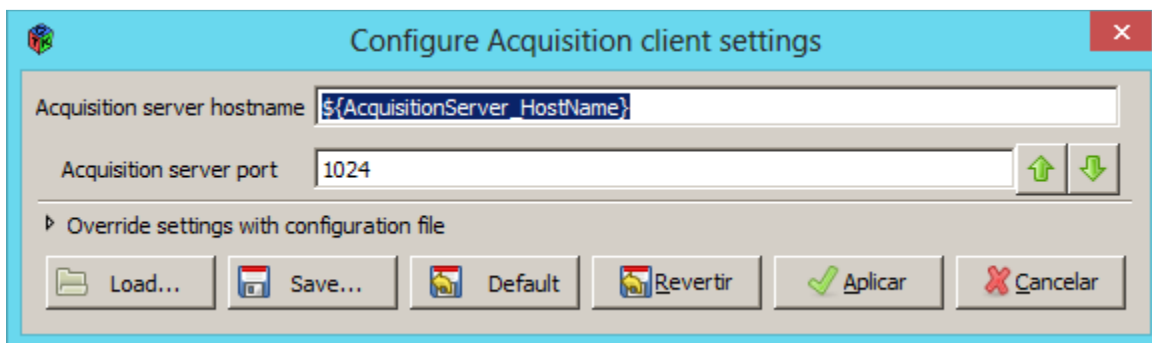 Configure Acquisition client settings
Acquisition server hostname ${AcquisitionServer_HostName}
Acquisition server port 1024
Override settings with configuration file
Load... Save... Default Revertir Aplicar Cancelar